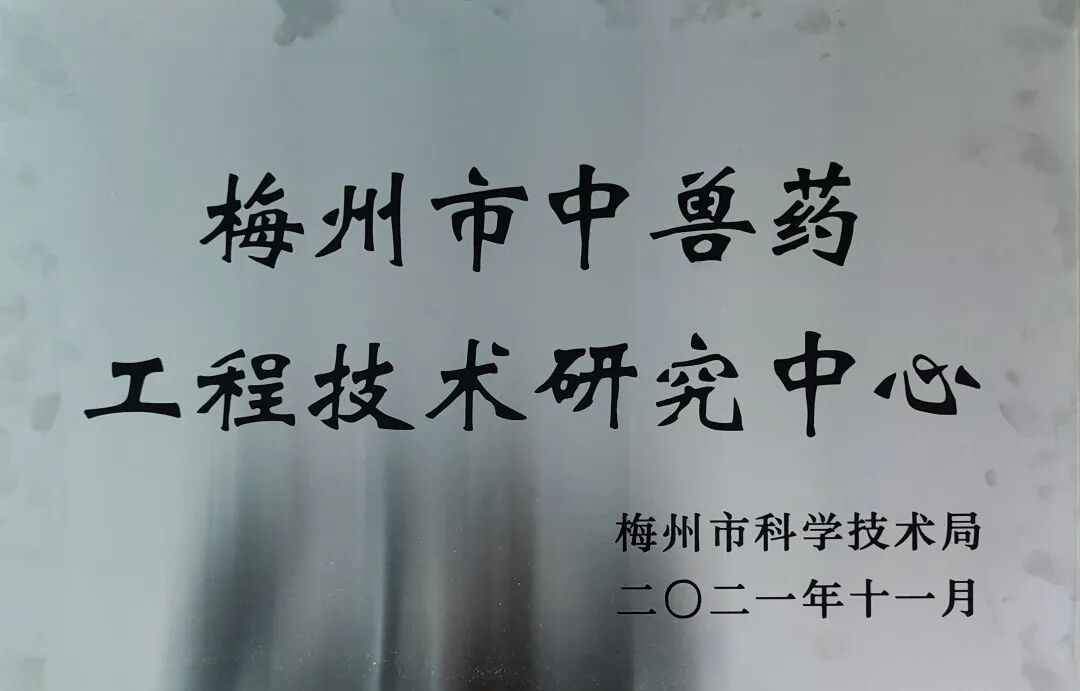 梅州市中兽药
工程技术研究中心
梅州市科学技术局
二〇二一年十一月